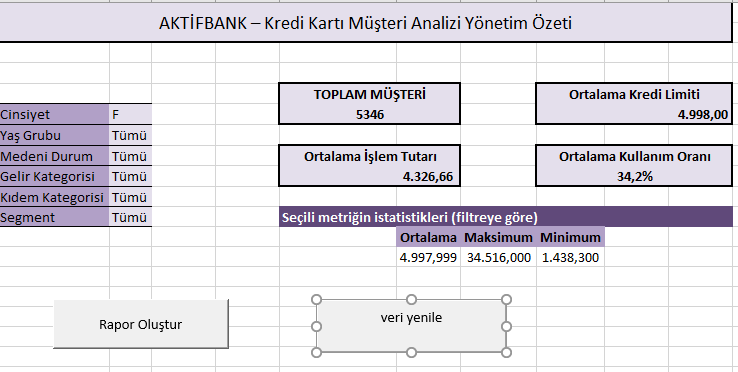 AKTİFBANK – Kredi Kartı Müşteri Analizi Yönetim Özeti
TOPLAM MÜŞTERİ Ortalama Kredi Limiti
Cinsiyet F 5346 4.998,00
Yaş Grubu Tümü
Medeni Durum Tümü Ortalama İşlem Tutarı Ortalama Kullanım Oranı
Gelir Kategorisi Tümü 4.326,66 34,2%
Kıdem Kategorisi Tümü
Segment Tümü Seçili metriğin istatistikleri (filtreye göre)
Ortalama Maksimum Minimum
4.997,999 34.516,000 1.438,300
veri yenile
Rapor Oluştur